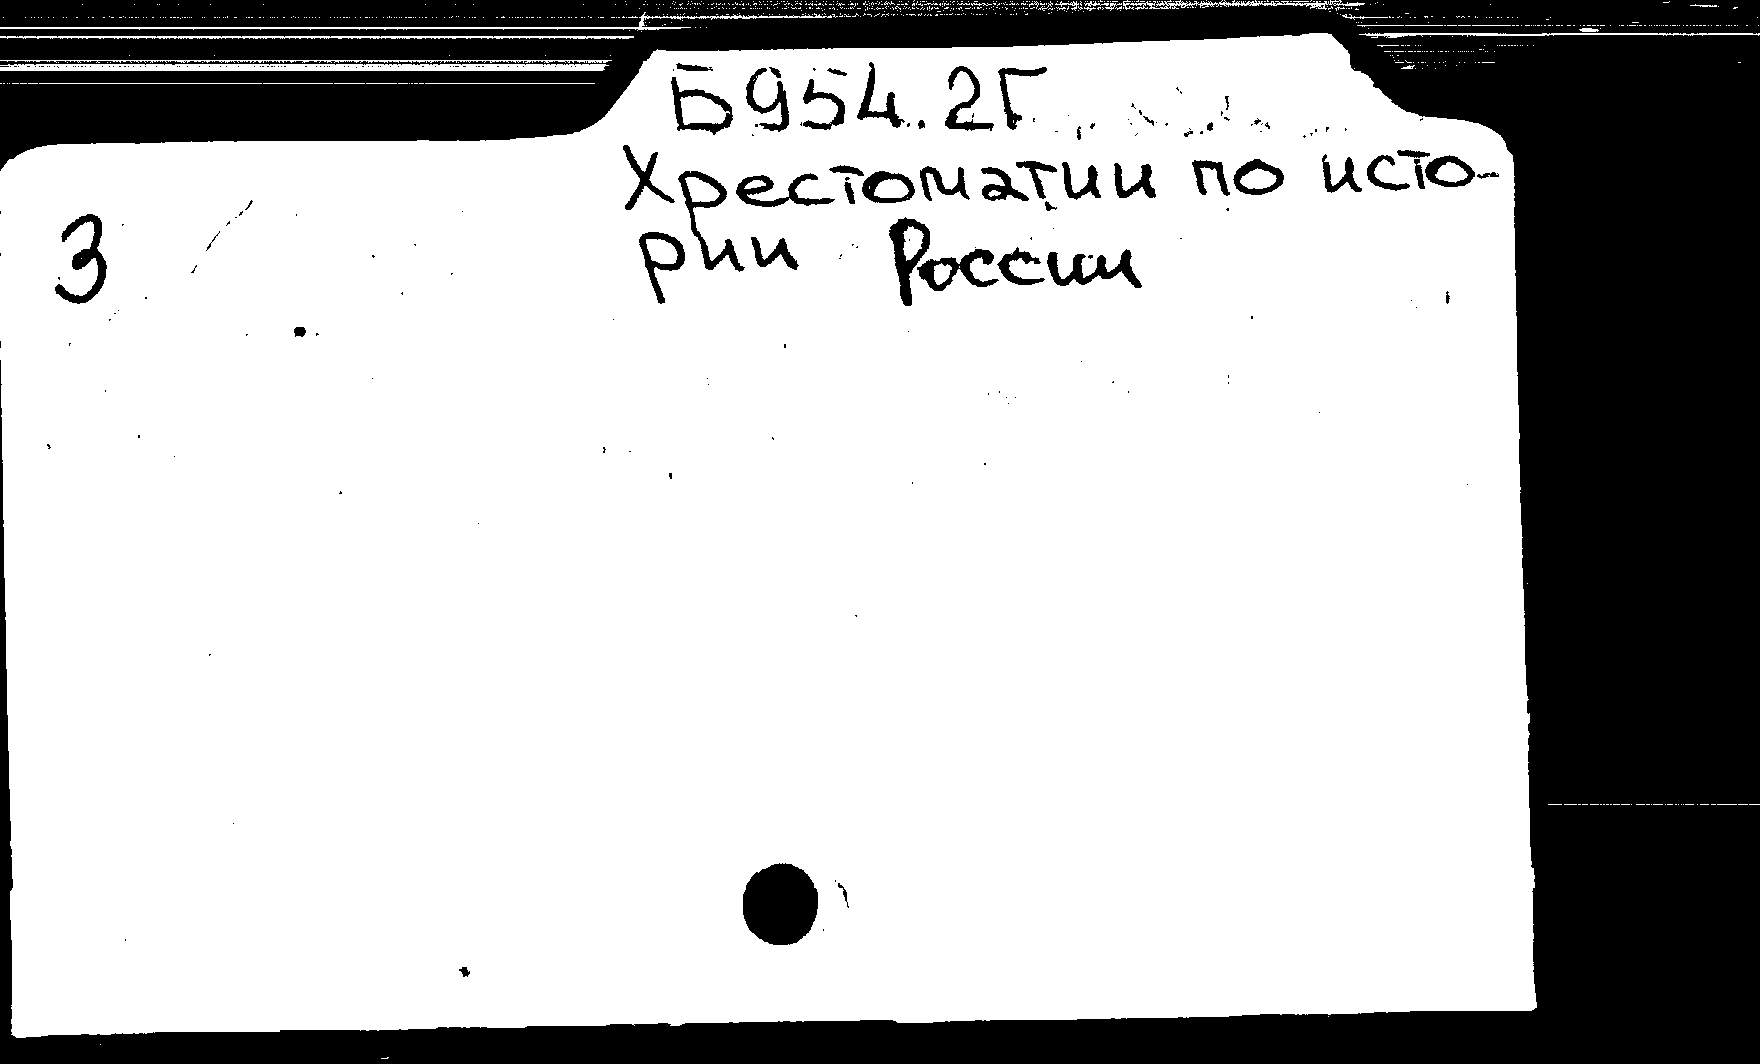 Б954.2Г
Хрестоматии по исто-
рии России
3